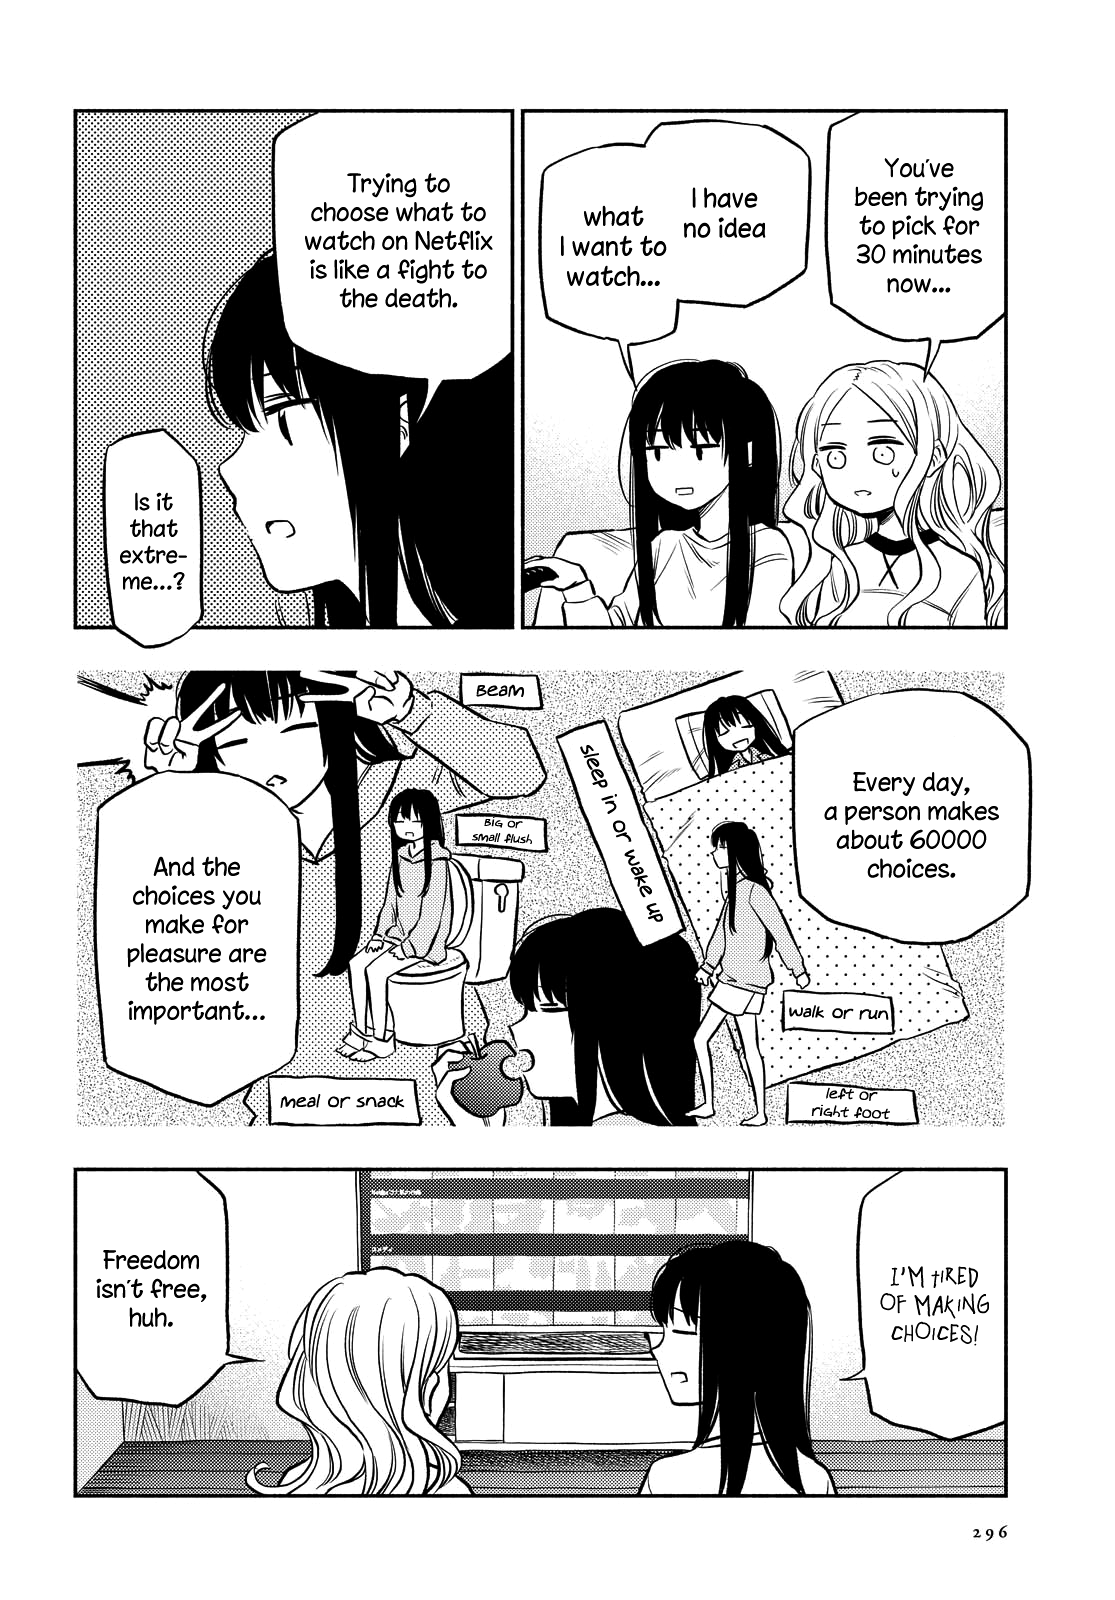 You've
been trying
to pick for
30 minutes
now...
I have
no idea
what
I want to
watch...
Trying to
choose what to
watch on Netflix
is like a fight to
the death.
Is it
that
extre-
me...?
Every day,
a person makes
about 60000
choices.
sleep in or wake up
walk or run
left or
right foot
Beam
Big or
small flush
meal or snack
And the
choices you
make for
pleasure are
the most
important...
I'M TIRED
OF MAKING
CHOICES!
Freedom
isn't free,
huh.
296